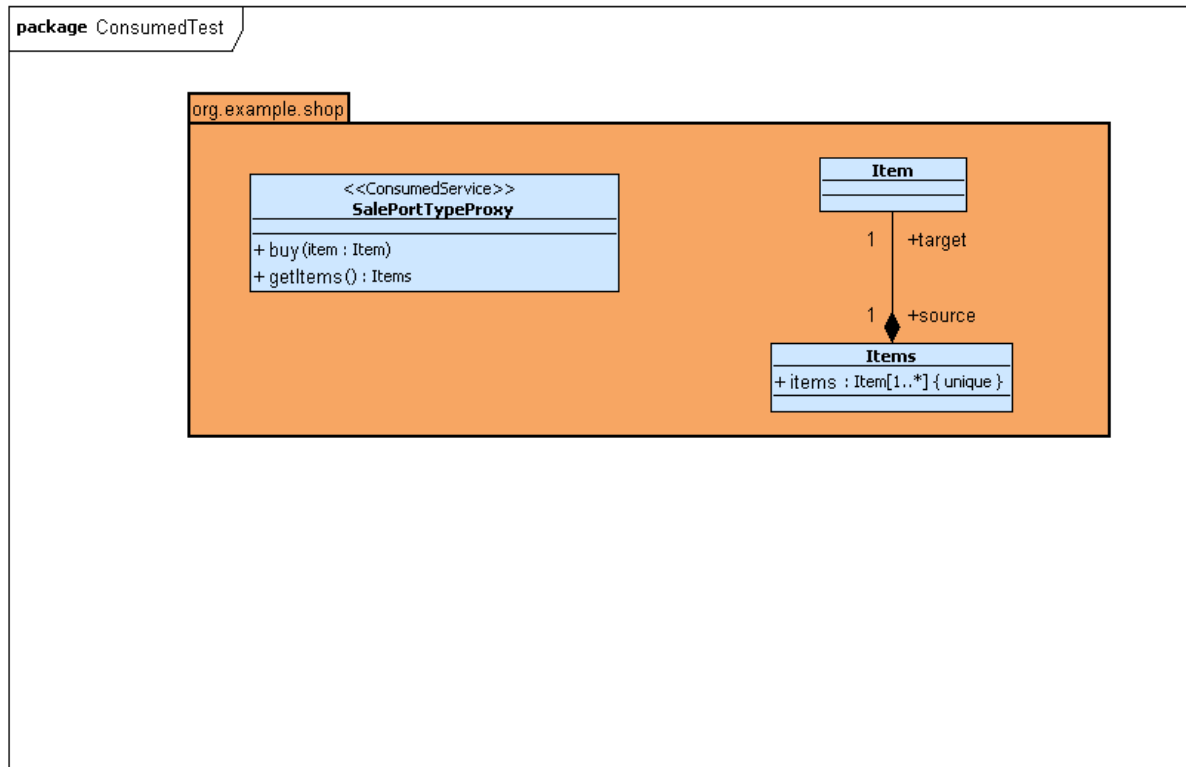 package ConsumedTest
org.example.shop
<<ConsumedService>>
SalePortTypeProxy
+ buy(item : Item)
+ getItems() : Items
Item
1 +target
1 +source
Items
+ items : Item[1..*] { unique }